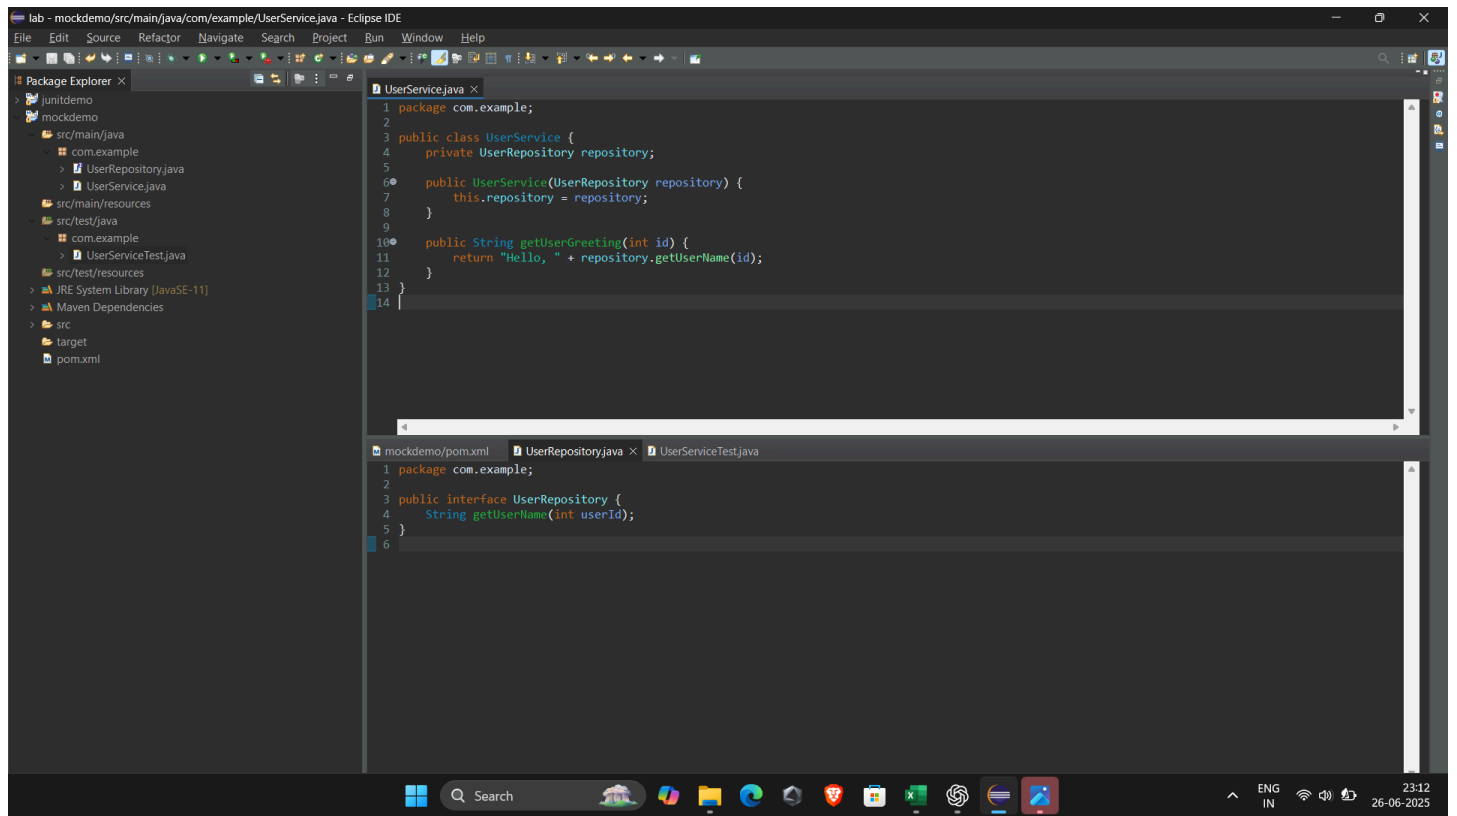 lab - mockdemo/src/main/java/com/example/UserService.java - Eclipse IDE
File Edit Source Refactor Navigate Search Project Run Window Help
Package Explorer
junitdemo
mockdemo
src/main/java
com.example
UserRepository.java
UserService.java
src/main/resources
src/test/java
com.example
UserServiceTest.java
src/test/resources
JRE System Library [JavaSE-11]
Maven Dependencies
src
target
pom.xml
UserService.java
1 package com.example;
2
3 public class UserService {
4     private UserRepository repository;
5
6     public UserService(UserRepository repository) {
7         this.repository = repository;
8     }
9
10     public String getUserGreeting(int id) {
11         return "Hello, " + repository.getUserName(id);
12     }
13 }
14
mockdemo/pom.xml UserRepository.java UserServiceTest.java
1 package com.example;
2
3 public interface UserRepository {
4     String getUserName(int userId);
5 }
6
Search
ENG
IN
23:12
26-06-2025